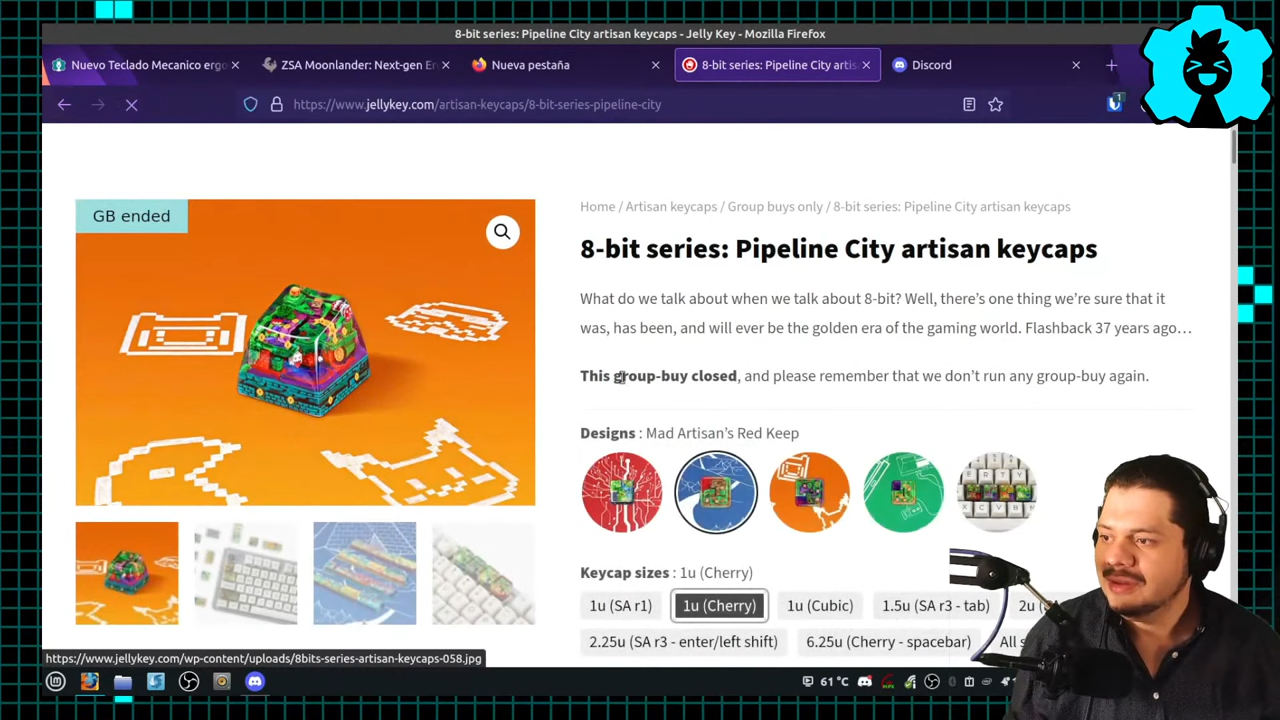 8-bit series: Pipeline City artisan keycaps - Jelly Key - Mozilla Firefox
Nuevo Teclado Mecanico ergo
ZSA Moonlander: Next-gen Er
Nueva pestaña
8-bit series: Pipeline City artis
Discord
https://www.jellykey.com/artisan-keycaps/8-bit-series-pipeline-city
1
GB ended
Home / Artisan keycaps / Group buys only / 8-bit series: Pipeline City artisan keycaps
8-bit series: Pipeline City artisan keycaps
What do we talk about when we talk about 8-bit? Well, there's one thing we're sure that it
was, has been, and will ever be the golden era of the gaming world. Flashback 37 years ago…
This group-buy closed, and please remember that we don't run any group-buy again.
Designs : Mad Artisan's Red Keep
Keycap sizes : 1u (Cherry)
1u (SA r1)
1u (Cherry)
1u (Cubic)
1.5u (SA r3 - tab)
2u (SA
2.25u (SA r3 - enter/left shift)
6.25u (Cherry - spacebar)
All s
https://www.jellykey.com/wp-content/uploads/8bits-series-artisan-keycaps-058.jpg
61 °C